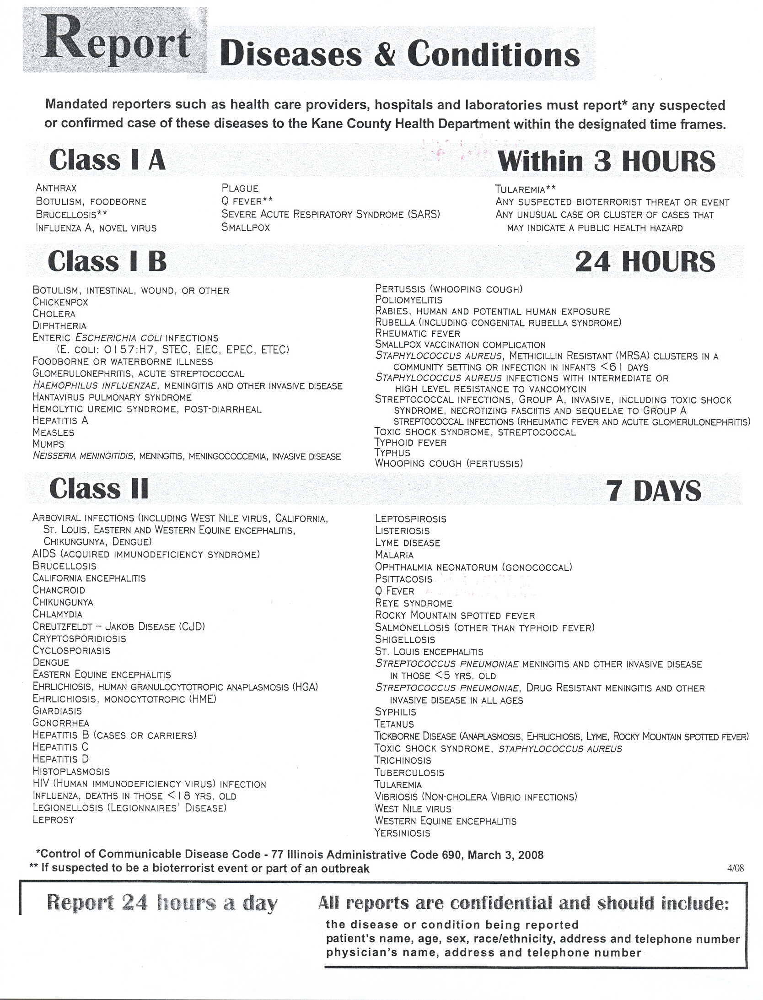 Report Diseases & Conditions
Mandated reporters such as health care providers, hospitals and laboratories must report* any suspected
or confirmed case of these diseases to the Kane County Health Department within the designated time frames.
Class I A Within 3 HOURS
ANTHRAX
BOTULISM, FOODBORNE
BRUCELLOSIS**
INFLUENZA A, NOVEL VIRUS
PLAGUE
Q FEVER**
SEVERE ACUTE RESPIRATORY SYNDROME (SARS)
SMALLPOX
TULAREMIA**
ANY SUSPECTED BIOTERRORIST THREAT OR EVENT
ANY UNUSUAL CASE OR CLUSTER OF CASES THAT
MAY INDICATE A PUBLIC HEALTH HAZARD
Class I B 24 HOURS
BOTULISM, INTESTINAL, WOUND, OR OTHER
CHICKENPOX
CHOLERA
DIPHTHERIA
ENTERIC ESCHERICHIA COLI INFECTIONS
(E. COLI: O157:H7, STEC, EIEC, EPEC, ETEC)
FOODBORNE OR WATERBORNE ILLNESS
GLOMERULONEPHRITIS, ACUTE STREPTOCOCCAL
HAEMOPHILUS INFLUENZAE, MENINGITIS AND OTHER INVASIVE DISEASE
HANTAVIRUS PULMONARY SYNDROME
HEMOLYTIC UREMIC SYNDROME, POST-DIARRHEAL
HEPATITIS A
MEASLES
MUMPS
NEISSERIA MENINGITIDIS, MENINGITIS, MENINGOCOCCEMIA, INVASIVE DISEASE
PERTUSSIS (WHOOPING COUGH)
POLIOMYELITIS
RABIES, HUMAN AND POTENTIAL HUMAN EXPOSURE
RUBELLA (INCLUDING CONGENITAL RUBELLA SYNDROME)
RHEUMATIC FEVER
SMALLPOX VACCINATION COMPLICATION
STAPHYLOCOCCUS AUREUS, METHICILLIN RESISTANT (MRSA) CLUSTERS IN A
COMMUNITY SETTING OR INFECTION IN INFANTS <61 DAYS
STAPHYLOCOCCUS AUREUS INFECTIONS WITH INTERMEDIATE OR
HIGH LEVEL RESISTANCE TO VANCOMYCIN
STREPTOCOCCAL INFECTIONS, GROUP A, INVASIVE, INCLUDING TOXIC SHOCK
SYNDROME, NECROTIZING FASCIITIS AND SEQUELAE TO GROUP A
STREPTOCOCCAL INFECTIONS (RHEUMATIC FEVER AND ACUTE GLOMERULONEPHRITIS)
TOXIC SHOCK SYNDROME, STREPTOCOCCAL
TYPHOID FEVER
TYPHUS
WHOOPING COUGH (PERTUSSIS)
Class II 7 DAYS
ARBOVIRAL INFECTIONS (INCLUDING WEST NILE VIRUS, CALIFORNIA,
ST. LOUIS, EASTERN AND WESTERN EQUINE ENCEPHALITIS,
CHIKUNGUNYA, DENGUE)
AIDS (ACQUIRED IMMUNODEFICIENCY SYNDROME)
BRUCELLOSIS
CALIFORNIA ENCEPHALITIS
CHANCROID
CHIKUNGUNYA
CHLAMYDIA
CREUTZFELDT – JAKOB DISEASE (CJD)
CRYPTOSPORIDIOSIS
CYCLOSPORIASIS
DENGUE
EASTERN EQUINE ENCEPHALITIS
EHRLICHIOSIS, HUMAN GRANULOCYTOTROPIC ANAPLASMOSIS (HGA)
EHRLICHIOSIS, MONOCYTOTROPIC (HME)
GIARDIASIS
GONORRHEA
HEPATITIS B (CASES OR CARRIERS)
HEPATITIS C
HEPATITIS D
HISTOPLASMOSIS
HIV (HUMAN IMMUNODEFICIENCY VIRUS) INFECTION
INFLUENZA, DEATHS IN THOSE <18 YRS. OLD
LEGIONELLOSIS (LEGIONNAIRES' DISEASE)
LEPROSY
LEPTOSPIROSIS
LISTERIOSIS
LYME DISEASE
MALARIA
OPHTHALMIA NEONATORUM (GONOCOCCAL)
PSITTACOSIS
Q FEVER
REYE SYNDROME
ROCKY MOUNTAIN SPOTTED FEVER
SALMONELLOSIS (OTHER THAN TYPHOID FEVER)
SHIGELLOSIS
ST. LOUIS ENCEPHALITIS
STREPTOCOCCUS PNEUMONIAE MENINGITIS AND OTHER INVASIVE DISEASE
IN THOSE <5 YRS. OLD
STREPTOCOCCUS PNEUMONIAE, DRUG RESISTANT MENINGITIS AND OTHER
INVASIVE DISEASE IN ALL AGES
SYPHILIS
TETANUS
TICKBORNE DISEASE (ANAPLASMOSIS, EHRLICHIOSIS, LYME, ROCKY MOUNTAIN SPOTTED FEVER)
TOXIC SHOCK SYNDROME, STAPHYLOCOCCUS AUREUS
TRICHINOSIS
TUBERCULOSIS
TULAREMIA
VIBRIOSIS (NON-CHOLERA VIBRIO INFECTIONS)
WEST NILE VIRUS
WESTERN EQUINE ENCEPHALITIS
YERSINIOSIS
*Control of Communicable Disease Code - 77 Illinois Administrative Code 690, March 3, 2008
** If suspected to be a bioterrorist event or part of an outbreak 4/08
Report 24 hours a day
All reports are confidential and should include:
the disease or condition being reported
patient's name, age, sex, race/ethnicity, address and telephone number
physician's name, address and telephone number